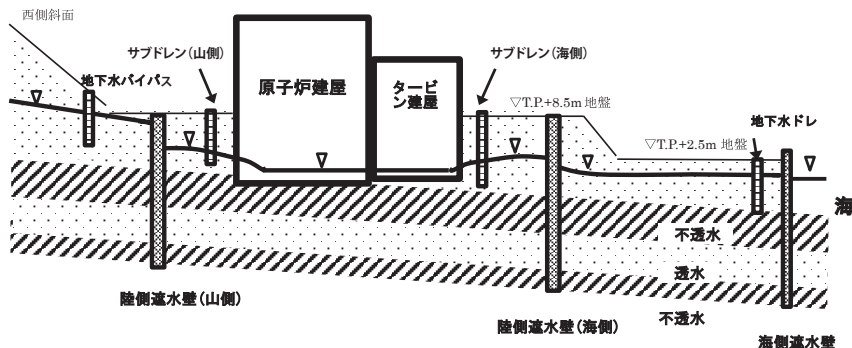 西側斜面
サブドレン(山側)
サブドレン(海側)
地下水バイパス
原子炉建屋
タービ
ン建屋
▽T.P.+8.5m 地盤
地下水ドレ
▽T.P.+2.5m 地盤
海
不透水
透水
陸側遮水壁(山側)
陸側遮水壁(海側)
不透水
海側遮水壁